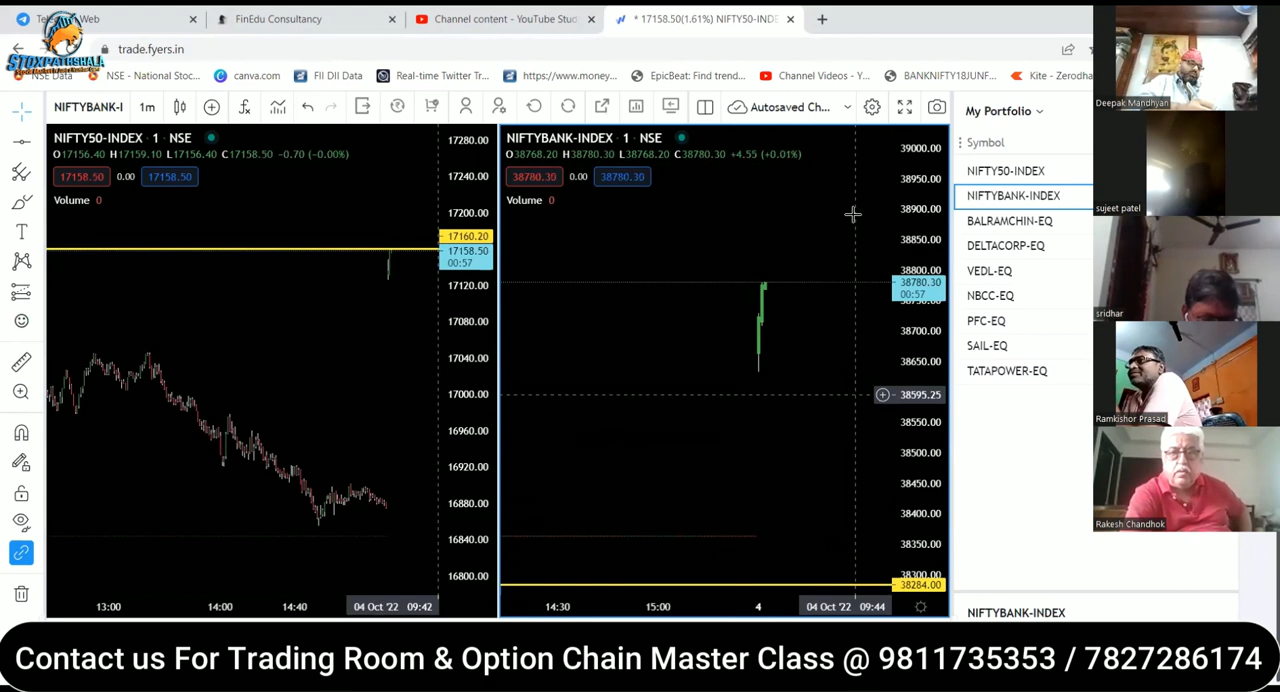 Web
FinEdu Consultancy
Channel content - YouTube Stud
* 17158.50(1.61%) NIFTY50-INDE
STOXPATHSHALA
trade.fyers.in
NSE Data
NSE - National Stoc...
canva.com
FII DII Data
Real-time Twitter Tr...
https://www.money...
EpicBeat: Find trend...
Channel Videos - Y...
BANKNIFTY18JUNF...
Kite - Zerodha
NIFTYBANK-I
1m
Autosaved Ch...
My Portfolio
NIFTY50-INDEX · 1 · NSE
O17156.40 H17159.10 L17156.40 C17158.50 -0.70 (-0.00%)
17158.50 0.00 17158.50
Volume 0
17280.00
17240.00
17200.00
17160.20
17158.50
00:57
17120.00
17080.00
17040.00
17000.00
16960.00
16920.00
16880.00
16840.00
16800.00
13:00
14:00
14:40
04 Oct '22 09:42
NIFTYBANK-INDEX · 1 · NSE
O38768.20 H38780.30 L38768.20 C38780.30 +4.55 (+0.01%)
38780.30 0.00 38780.30
Volume 0
39000.00
38950.00
38900.00
38850.00
38800.00
38780.30
00:57
38700.00
38650.00
38595.25
38550.00
38500.00
38450.00
38400.00
38350.00
38300.00
38284.00
14:30
15:00
4
04 Oct '22 09:44
Symbol
NIFTY50-INDEX
NIFTYBANK-INDEX
BALRAMCHIN-EQ
DELTACORP-EQ
VEDL-EQ
NBCC-EQ
PFC-EQ
SAIL-EQ
TATAPOWER-EQ
NIFTYBANK-INDEX
Deepak Mandhyan
sujeet patel
sridhar
Ramkishor Prasad
Rakesh Chandhok
Contact us For Trading Room & Option Chain Master Class @ 9811735353 / 7827286174